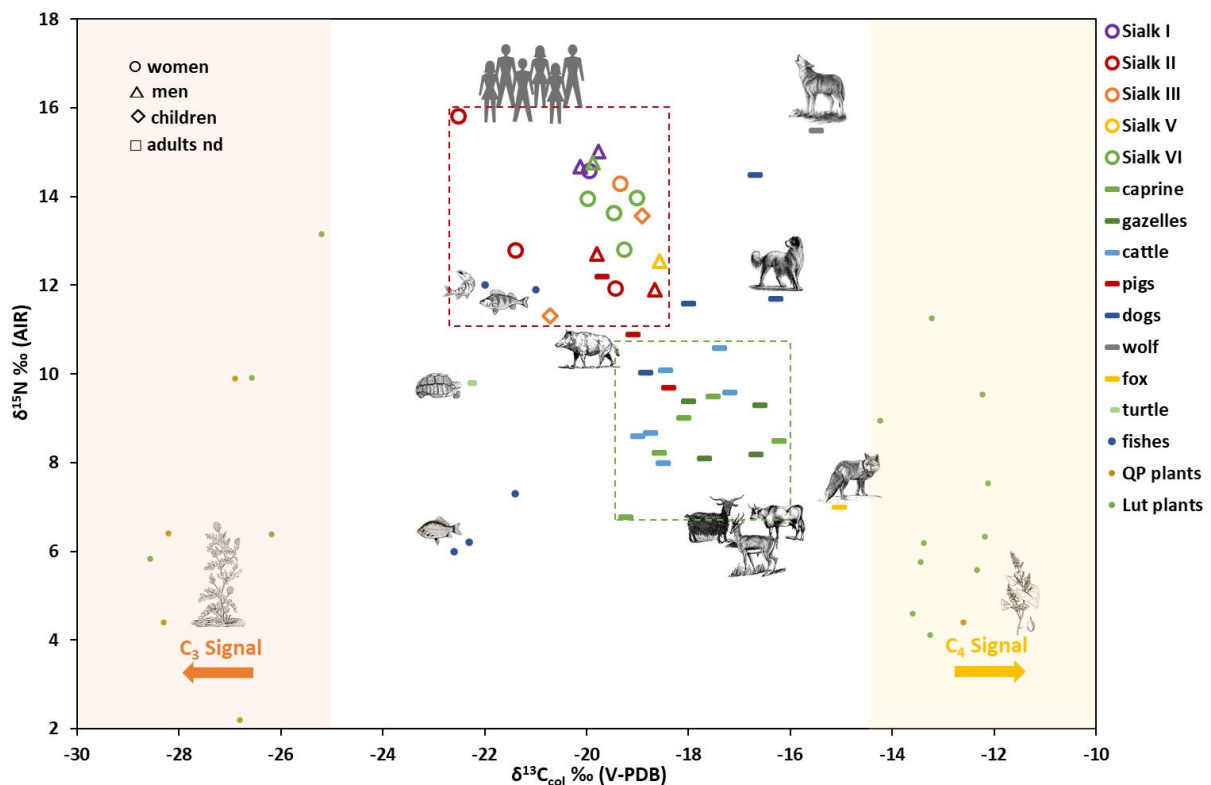 18
16
14
12
10
8
6
4
2
δ¹⁵N ‰ (AIR)
○ women
△ men
◇ children
□ adults nd
C₃ Signal
C₄ Signal
-30 -28 -26 -24 -22 -20 -18 -16 -14 -12 -10
δ¹³C_col ‰ (V-PDB)
Sialk I
Sialk II
Sialk III
Sialk V
Sialk VI
caprine
gazelles
cattle
pigs
dogs
wolf
fox
turtle
fishes
QP plants
Lut plants